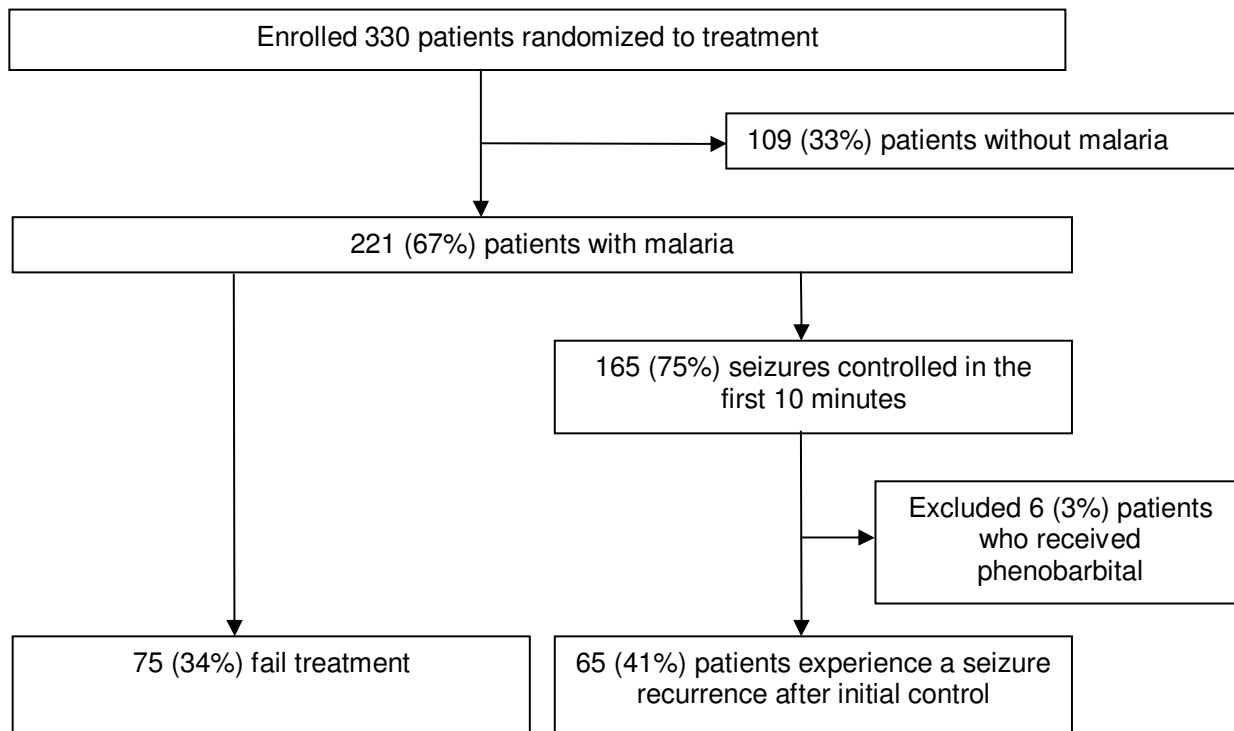 Enrolled 330 patients randomized to treatment
109 (33%) patients without malaria
221 (67%) patients with malaria
165 (75%) seizures controlled in the
first 10 minutes
Excluded 6 (3%) patients
who received
phenobarbital
75 (34%) fail treatment
65 (41%) patients experience a seizure
recurrence after initial control